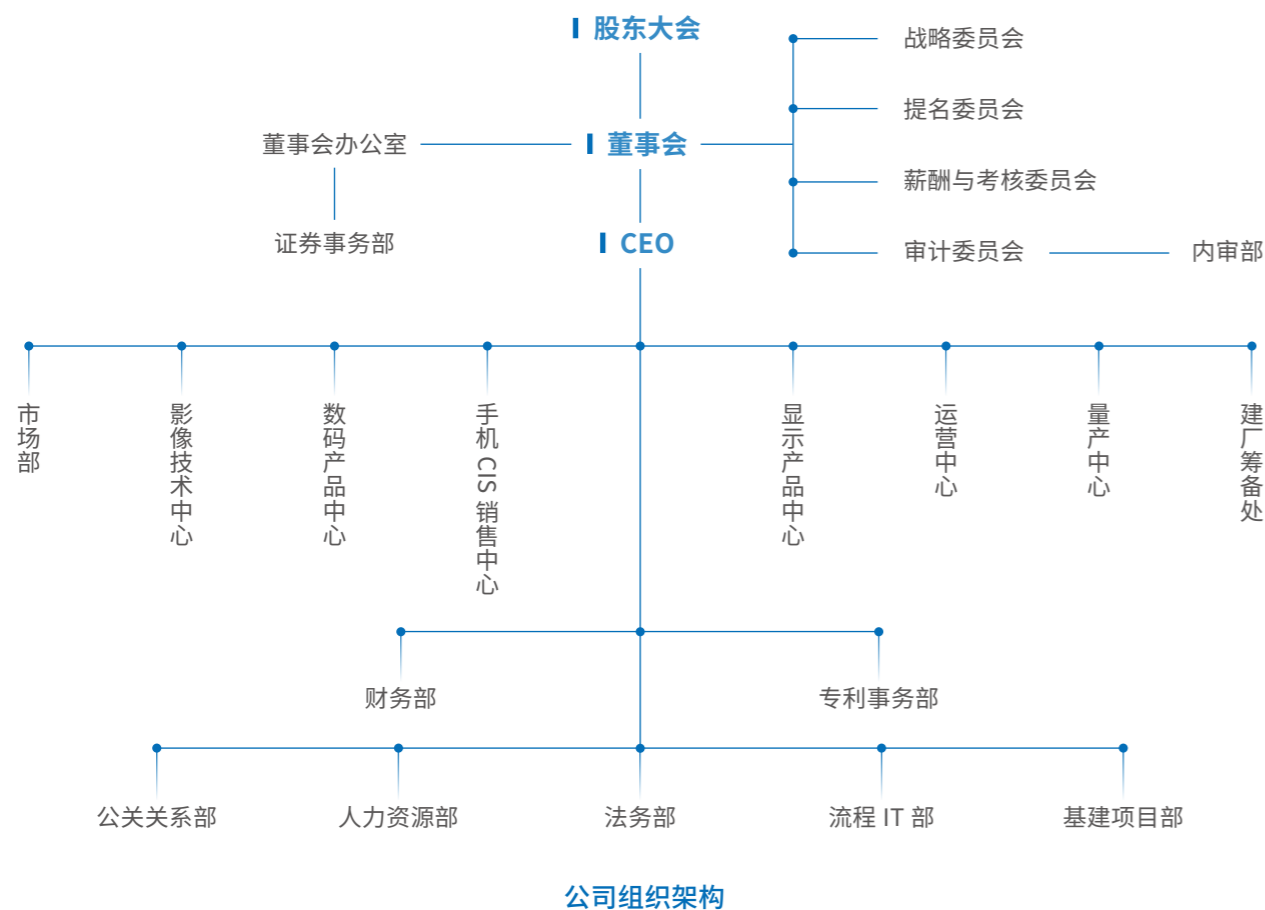 股东大会
战略委员会
提名委员会
董事会办公室
董事会
薪酬与考核委员会
证券事务部
CEO
审计委员会
内审部
市场部
影像技术中心
数码产品中心
手机 CIS 销售中心
显示产品中心
运营中心
量产中心
建厂筹备处
财务部
专利事务部
公关关系部
人力资源部
法务部
流程 IT 部
基建项目部
公司组织架构